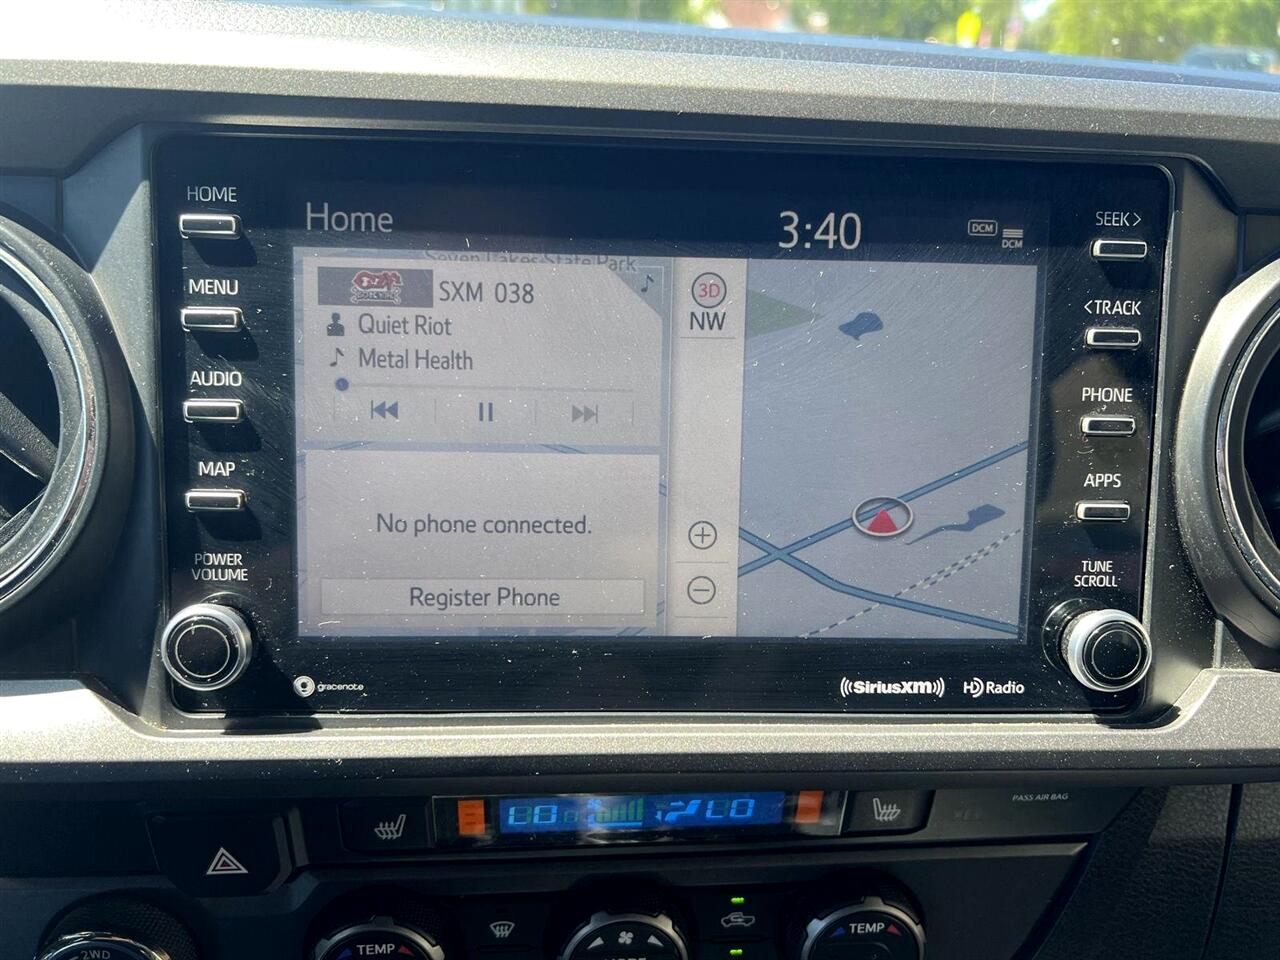 HOME
MENU
AUDIO
MAP
POWER
VOLUME
Home
3:40
DCM
DCM
Seven Lakes State Park
SXM 038
Quiet Riot
Metal Health
No phone connected.
Register Phone
3D
NW
SEEK >
< TRACK
PHONE
APPS
TUNE
SCROLL
gracenote
((SiriusXM))
HD Radio
PASS AIR BAG
LO
2WD
TEMP
TEMP